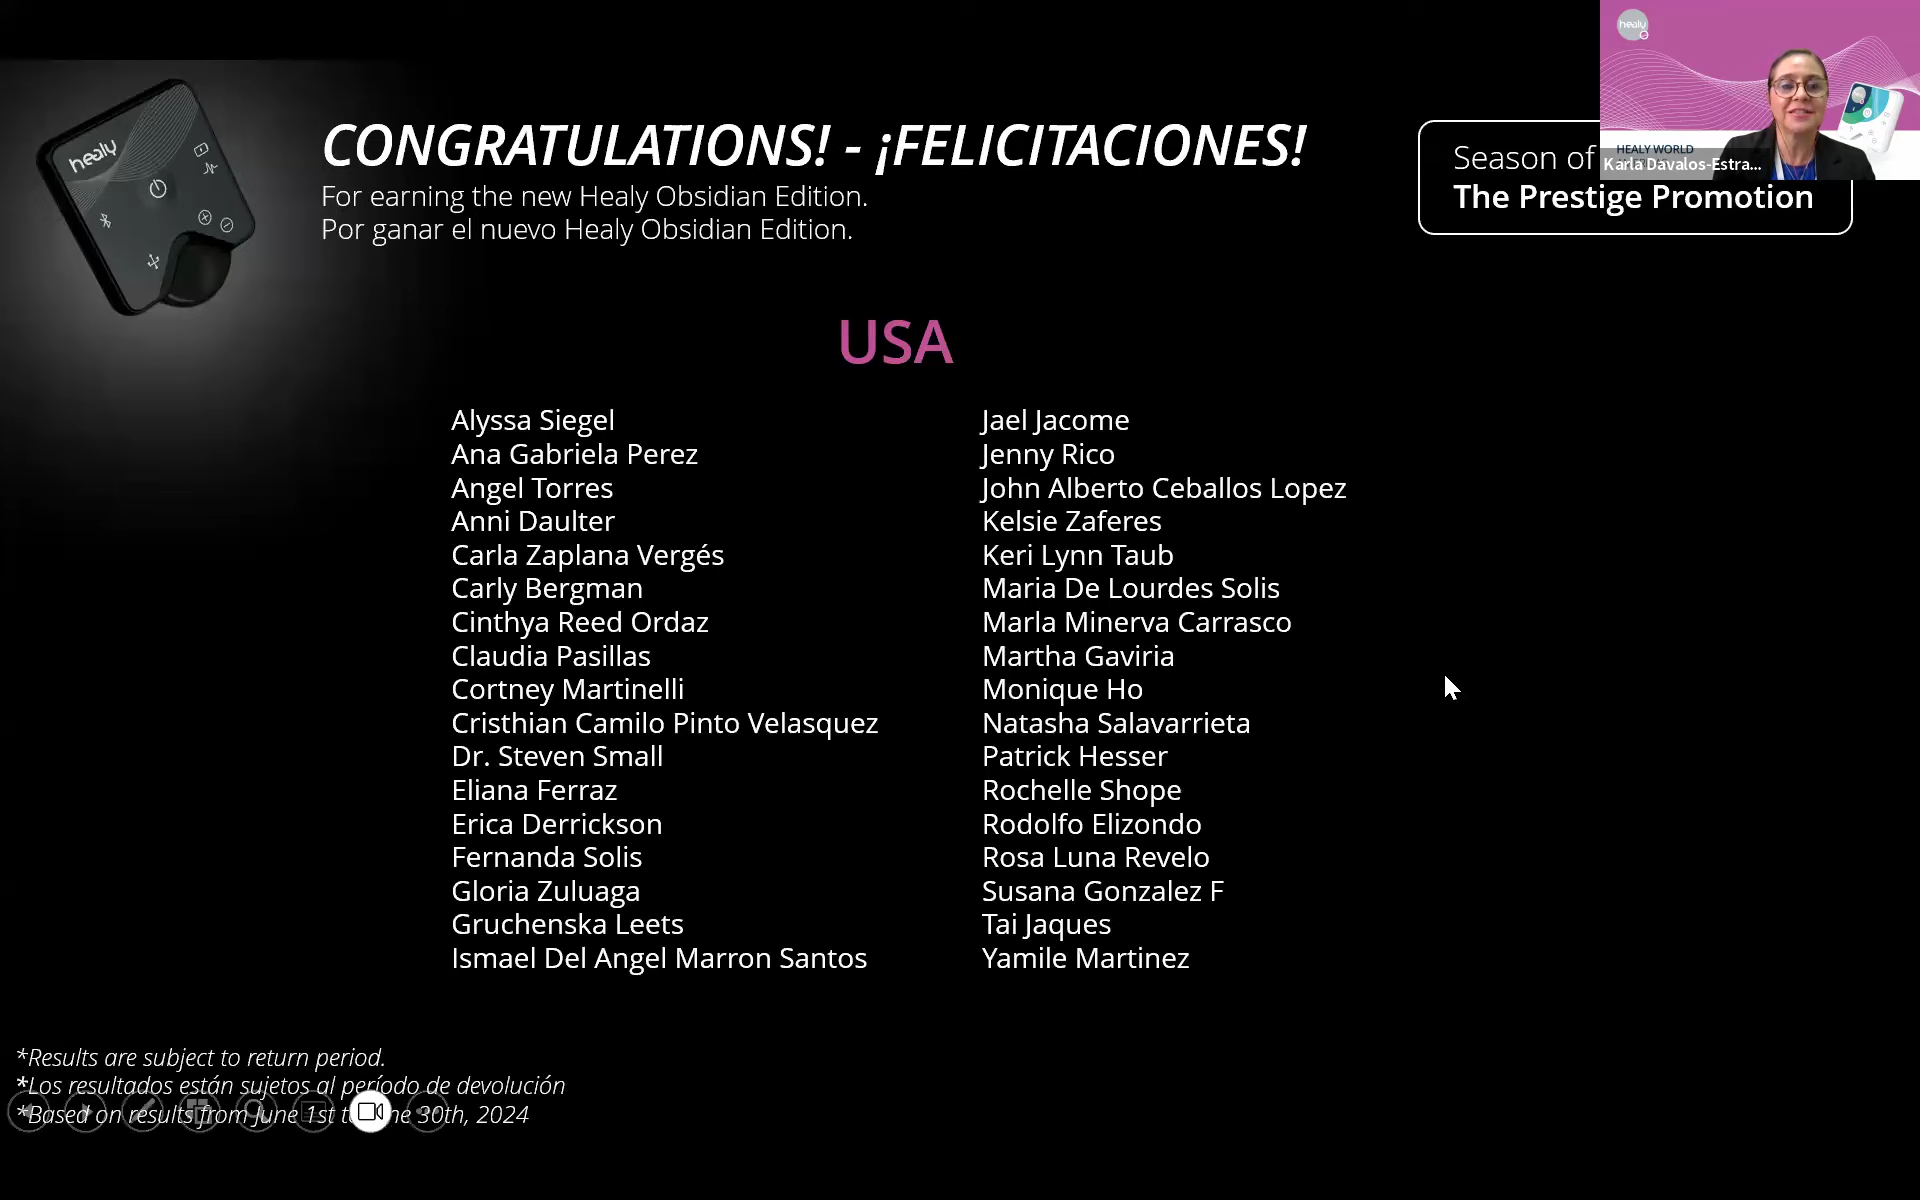 healy
CONGRATULATIONS! - ¡FELICITACIONES!
For earning the new Healy Obsidian Edition.
Por ganar el nuevo Healy Obsidian Edition.
Season of
The Prestige Promotion
healy
HEALY WORLD
Karla Davalos-Estra...
USA
Alyssa Siegel
Ana Gabriela Perez
Angel Torres
Anni Daulter
Carla Zaplana Vergés
Carly Bergman
Cinthya Reed Ordaz
Claudia Pasillas
Cortney Martinelli
Cristhian Camilo Pinto Velasquez
Dr. Steven Small
Eliana Ferraz
Erica Derrickson
Fernanda Solis
Gloria Zuluaga
Gruchenska Leets
Ismael Del Angel Marron Santos
Jael Jacome
Jenny Rico
John Alberto Ceballos Lopez
Kelsie Zaferes
Keri Lynn Taub
Maria De Lourdes Solis
Marla Minerva Carrasco
Martha Gaviria
Monique Ho
Natasha Salavarrieta
Patrick Hesser
Rochelle Shope
Rodolfo Elizondo
Rosa Luna Revelo
Susana Gonzalez F
Tai Jaques
Yamile Martinez
*Results are subject to return period.
*Los resultados están sujetos al período de devolución
*Based on results from June 1st 30th, 2024